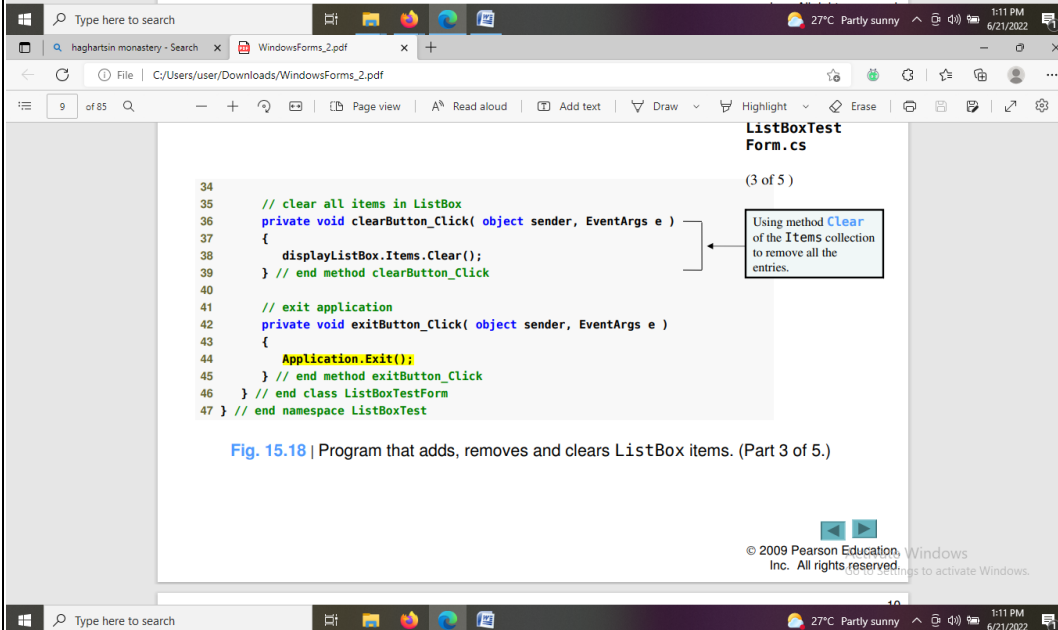 Type here to search
27°C Partly sunny
1:11 PM
6/21/2022
haghartsin monastery - Search
WindowsForms_2.pdf
File
C:/Users/user/Downloads/WindowsForms_2.pdf
9 of 85
Page view
Read aloud
Add text
Draw
Highlight
Erase
ListBoxTest
Form.cs
(3 of 5 )
34
35 // clear all items in ListBox
36 private void clearButton_Click( object sender, EventArgs e )
37 {
38 displayListBox.Items.Clear();
39 } // end method clearButton_Click
40
41 // exit application
42 private void exitButton_Click( object sender, EventArgs e )
43 {
44 Application.Exit();
45 } // end method exitButton_Click
46 } // end class ListBoxTestForm
47 } // end namespace ListBoxTest
Using method Clear
of the Items collection
to remove all the
entries.
Fig. 15.18 | Program that adds, removes and clears ListBox items. (Part 3 of 5.)
© 2009 Pearson Education,
Inc. All rights reserved.
Activate Windows
Go to Settings to activate Windows.
10
Type here to search
27°C Partly sunny
1:11 PM
6/21/2022